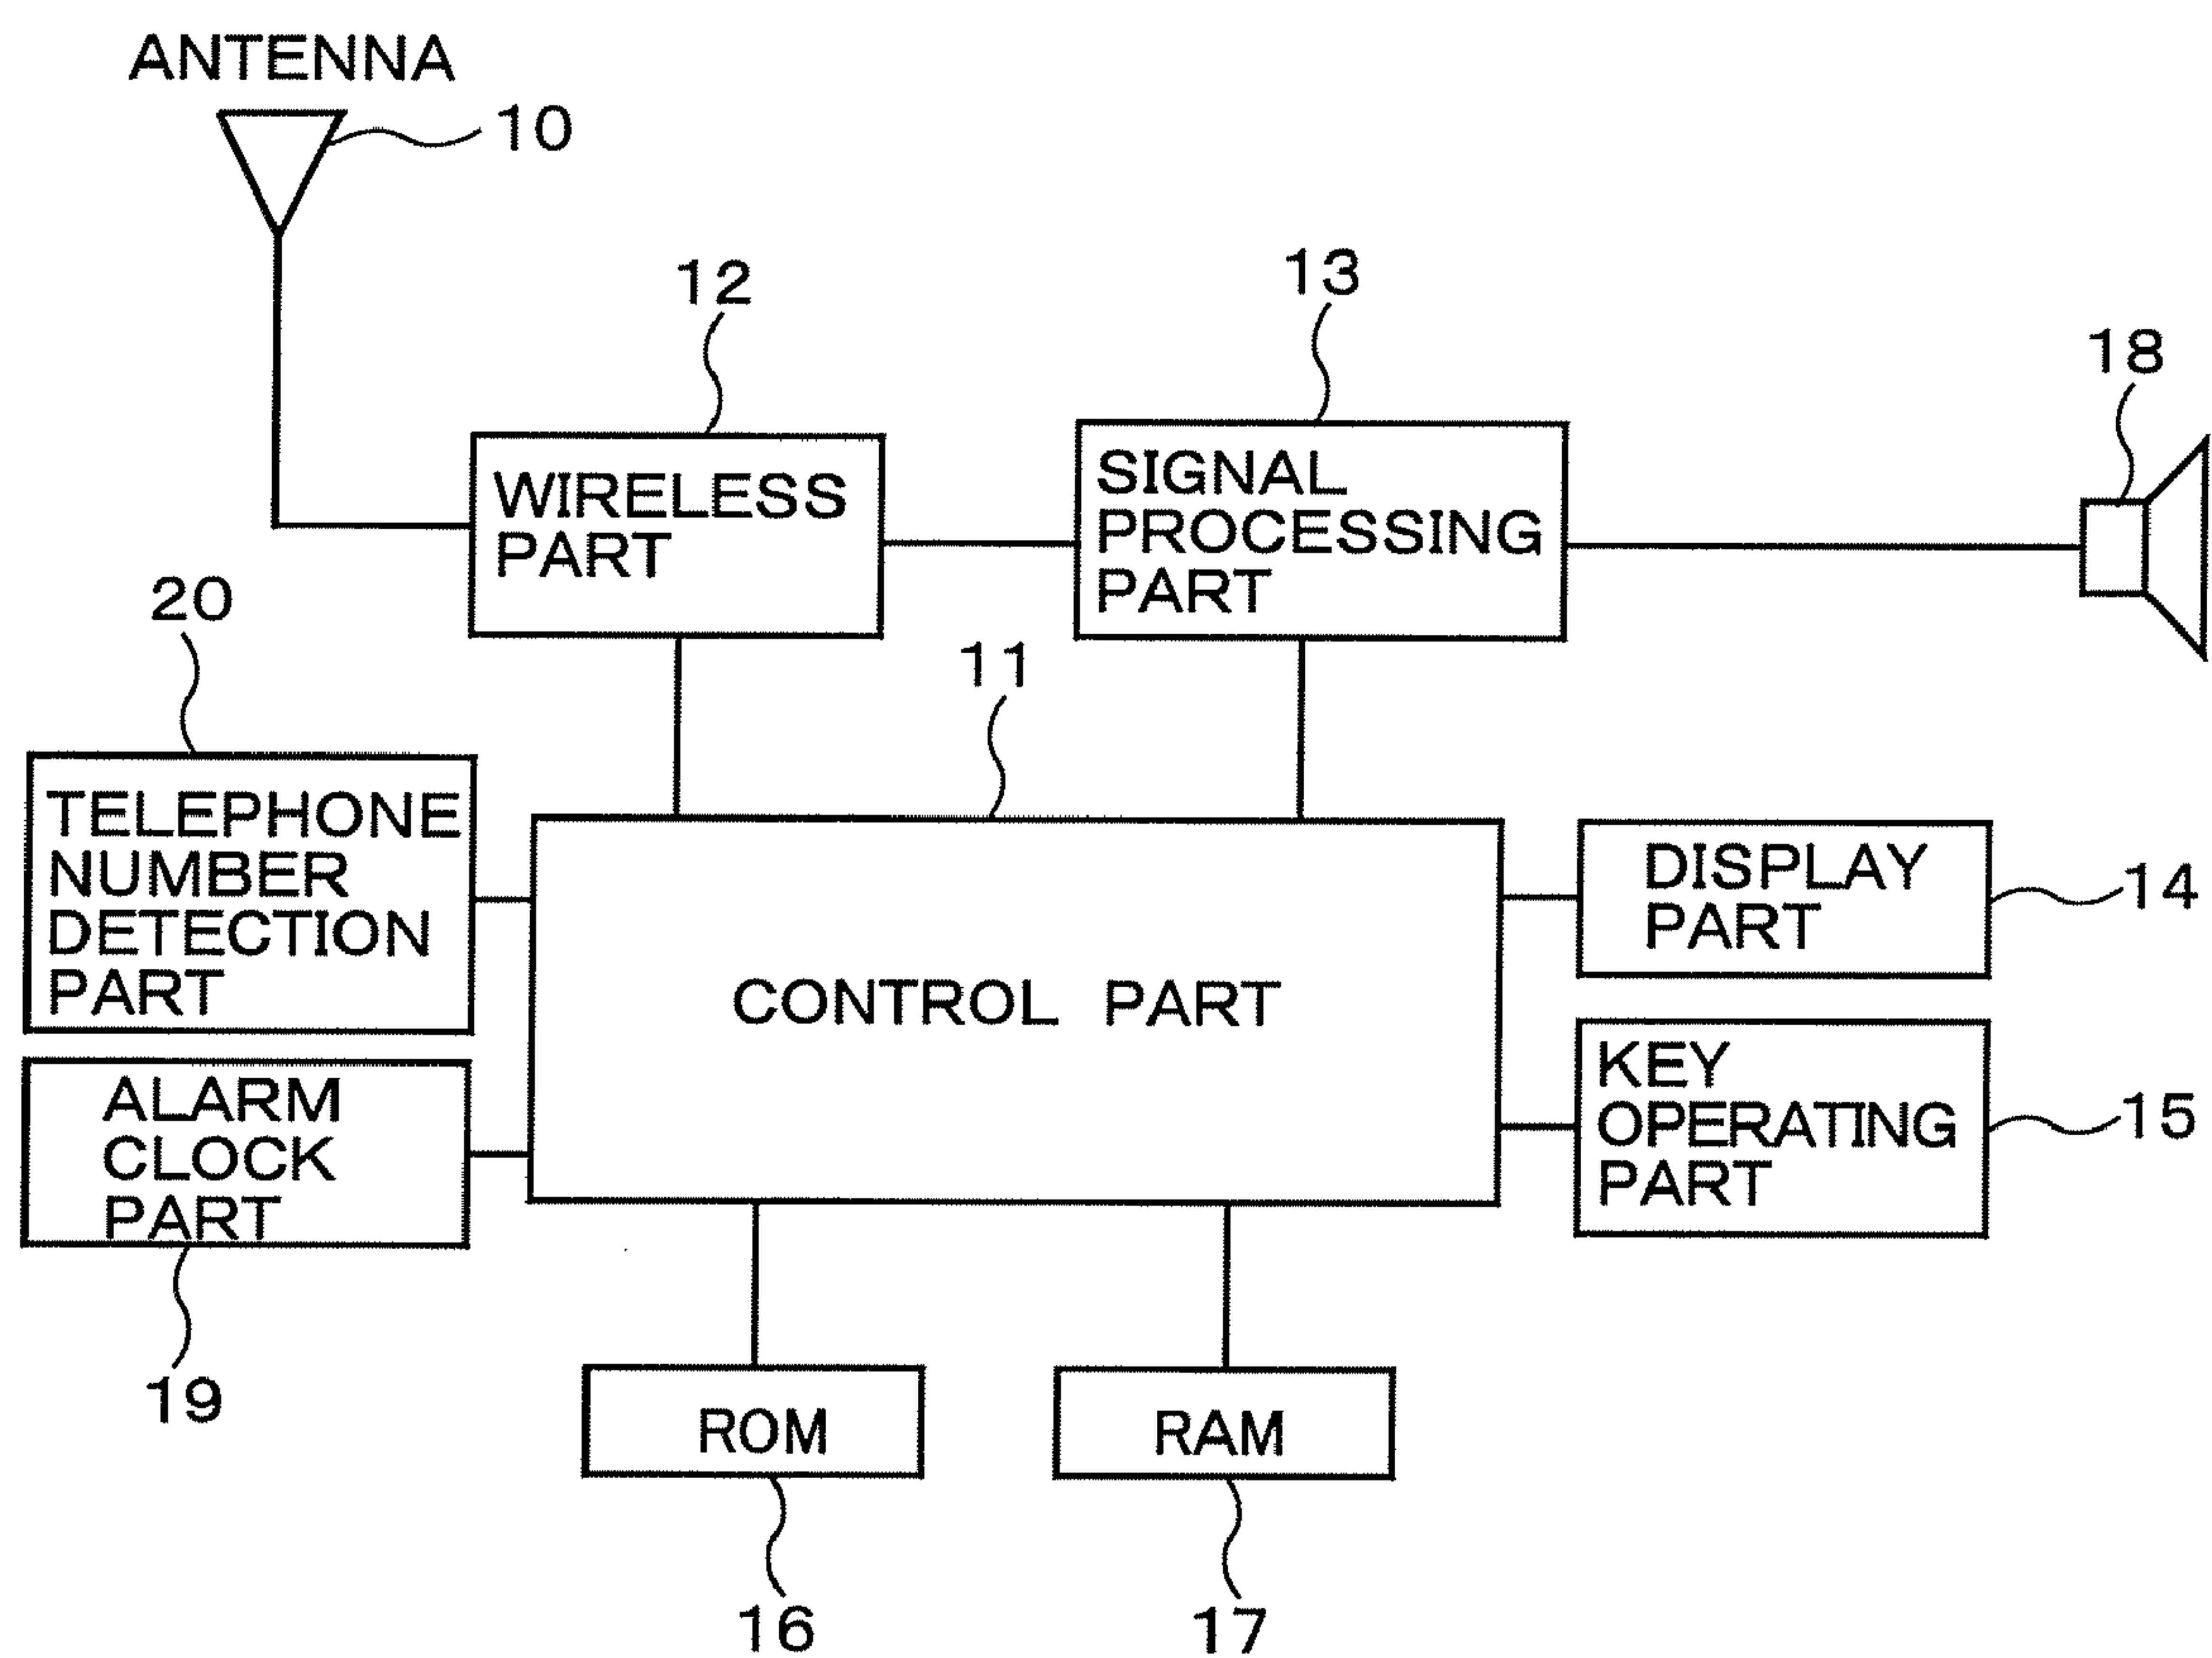 ANTENNA
10
12
13
18
WIRELESS
PART
SIGNAL
PROCESSING
PART
20
11
TELEPHONE
NUMBER
DETECTION
PART
CONTROL PART
DISPLAY
PART
14
ALARM
CLOCK
PART
KEY
OPERATING
PART
15
19
ROM
RAM
16
17